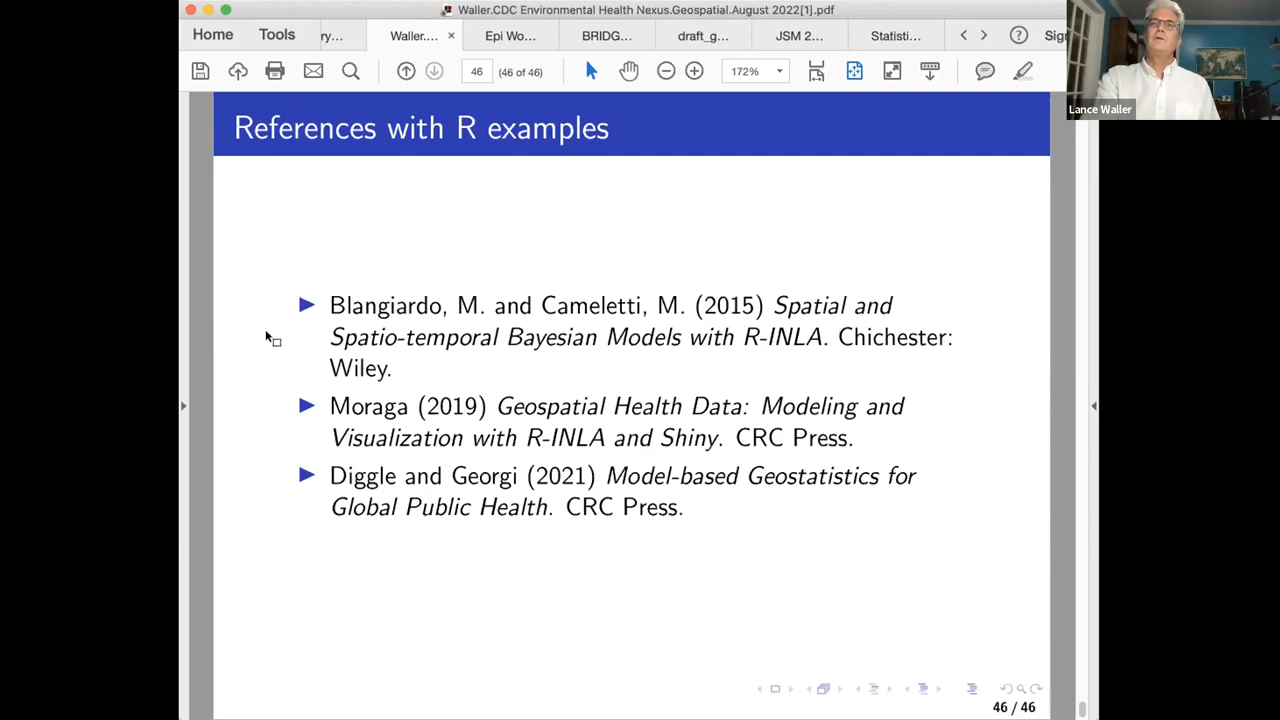 Waller.CDC Environmental Health Nexus.Geospatial.August 2022[1].pdf
Home Tools ry... Waller.... × Epi Wo... BRIDG... draft_g... JSM 2... Statisti... Sig
46 (46 of 46) 172%
Lance Waller
References with R examples
Blangiardo, M. and Cameletti, M. (2015) Spatial and
Spatio-temporal Bayesian Models with R-INLA. Chichester:
Wiley.
Moraga (2019) Geospatial Health Data: Modeling and
Visualization with R-INLA and Shiny. CRC Press.
Diggle and Georgi (2021) Model-based Geostatistics for
Global Public Health. CRC Press.
46 / 46